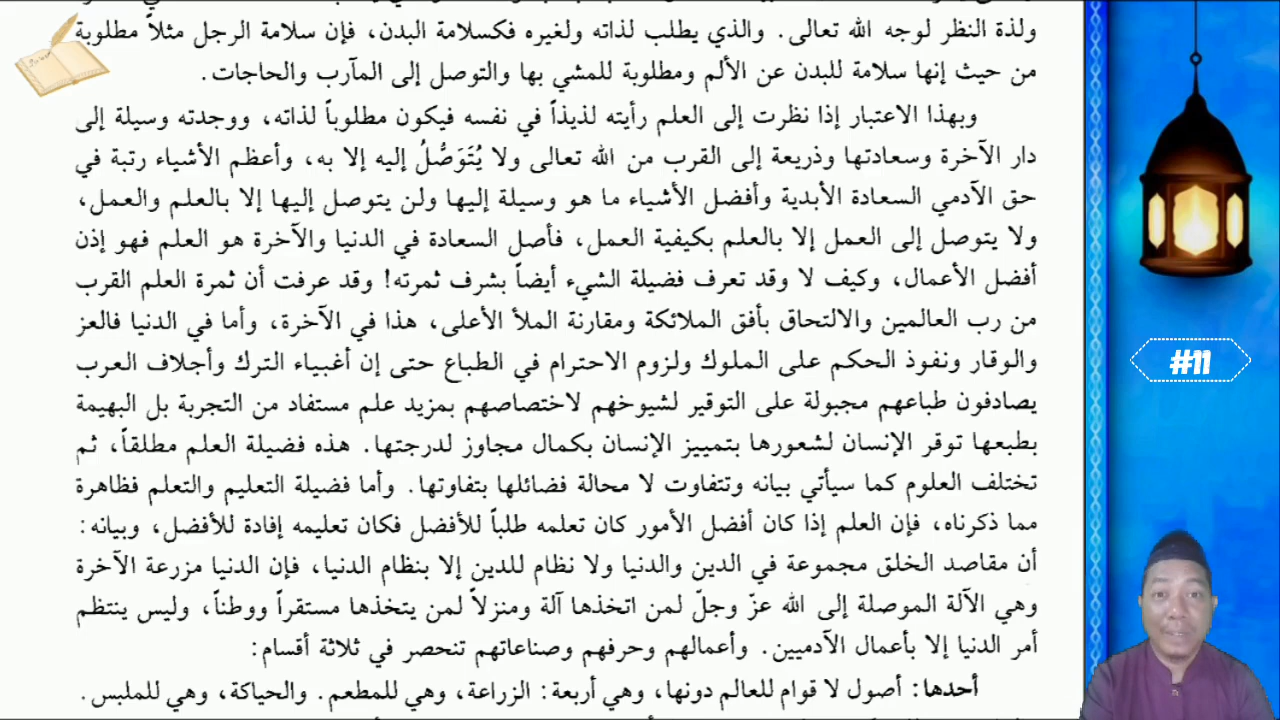 ولذة النظر لوجه الله تعالى. والذي يطلب لذاته ولغيره فكسلامة البدن، فإن سلامة الرجل مثلاً مطلوبة
من حيث إنها سلامة للبدن عن الألم ومطلوبة للمشي بها والتوصل إلى المآرب والحاجات.
وبهذا الاعتبار إذا نظرت إلى العلم رأيته لذيذاً في نفسه فيكون مطلوباً لذاته، ووجدته وسيلة إلى
دار الآخرة وسعادتها وذريعة إلى القرب من الله تعالى ولا يُتَوَصُّلُ إليه إلا به، وأعظم الأشياء رتبة في
حق الآدمي السعادة الأبدية وأفضل الأشياء ما هو وسيلة إليها ولن يتوصل إليها إلا بالعلم والعمل،
ولا يتوصل إلى العمل إلا بالعلم بكيفية العمل، فأصل السعادة في الدنيا والآخرة هو العلم فهو إذن
أفضل الأعمال، وكيف لا وقد تعرف فضيلة الشيء أيضاً بشرف ثمرته! وقد عرفت أن ثمرة العلم القرب
من رب العالمين والالتحاق بأفق الملائكة ومقارنة الملأ الأعلى، هذا في الآخرة، وأما في الدنيا فالعز
والوقار ونفوذ الحكم على الملوك ولزوم الاحترام في الطباع حتى إن أغبياء الترك وأجلاف العرب
يصادفون طباعهم مجبولة على التوقير لشيوخهم لاختصاصهم بمزيد علم مستفاد من التجربة بل البهيمة
بطبعها توقر الإنسان لشعورها بتمييز الإنسان بكمال مجاوز لدرجتها. هذه فضيلة العلم مطلقاً، ثم
تختلف العلوم كما سيأتي بيانه وتتفاوت لا محالة فضائلها بتفاوتها. وأما فضيلة التعليم والتعلم فظاهرة
مما ذكرناه، فإن العلم إذا كان أفضل الأمور كان تعلمه طلباً للأفضل فكان تعليمه إفادة للأفضل، وبيانه:
أن مقاصد الخلق مجموعة في الدين والدنيا ولا نظام للدين إلا بنظام الدنيا، فإن الدنيا مزرعة الآخرة
وهي الآلة الموصلة إلى الله عزّ وجلّ لمن اتخذها آلة ومنزلاً لمن يتخذها مستقراً ووطناً، وليس ينتظم
أمر الدنيا إلا بأعمال الآدميين. وأعمالهم وحرفهم وصناعاتهم تنحصر في ثلاثة أقسام:
أحدها: أصول لا قوام للعالم دونها، وهي أربعة: الزراعة، وهي للمطعم. والحياكة، وهي للملبس.
#11